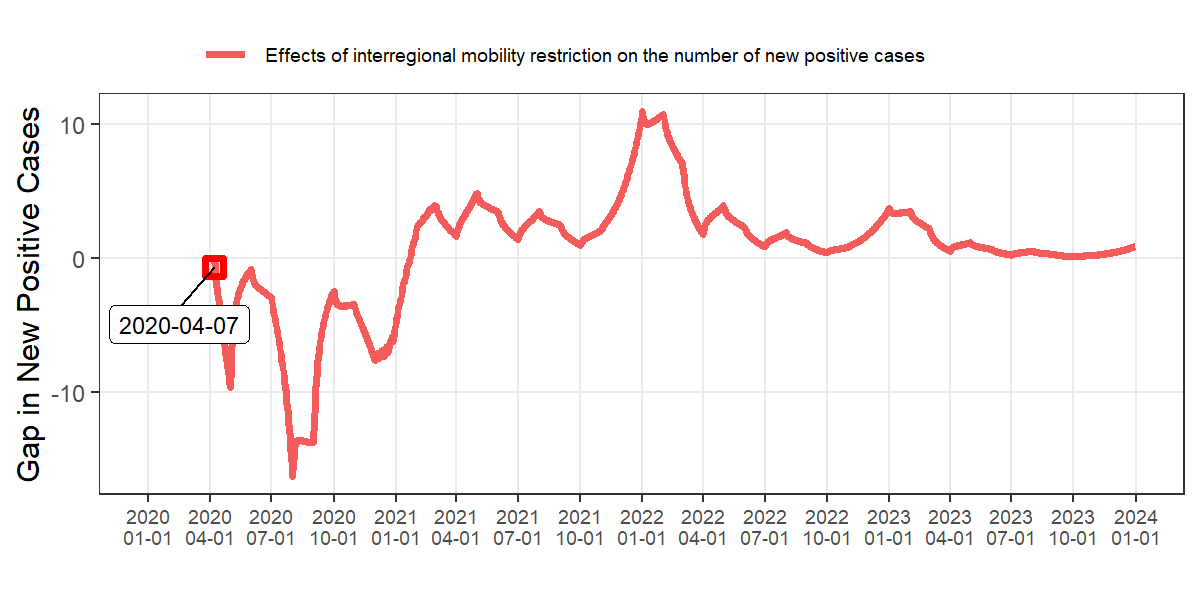 Effects of interregional mobility restriction on the number of new positive cases
Gap in New Positive Cases
10
0
-10
2020-04-07
2020 2020 2020 2020 2021 2021 2021 2021 2022 2022 2022 2022 2023 2023 2023 2023 2024
01-01 04-01 07-01 10-01 01-01 04-01 07-01 10-01 01-01 04-01 07-01 10-01 01-01 04-01 07-01 10-01 01-01